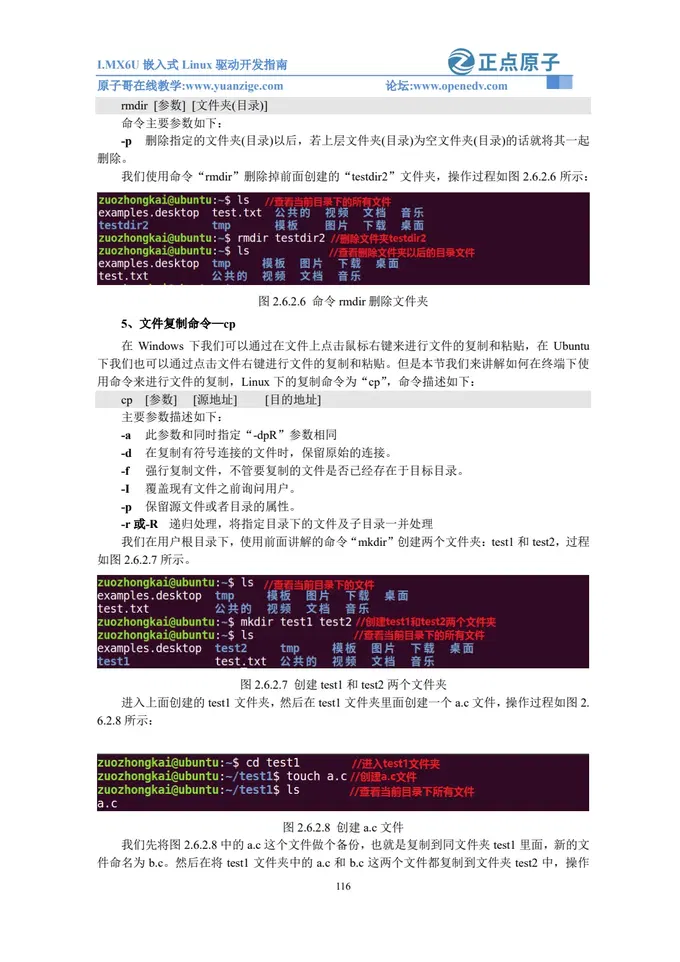 I.MX6U 嵌入式 Linux 驱动开发指南
正点原子
原子哥在线教学:www.yuanzige.com 论坛:www.openedv.com
rmdir [参数] [文件夹(目录)]
命令主要参数如下：
-p 删除指定的文件夹(目录)以后，若上层文件夹(目录)为空文件夹(目录)的话就将其一起
删除。
我们使用命令“rmdir”删除掉前面创建的“testdir2”文件夹，操作过程如图 2.6.2.6 所示：
zuozhongkai@ubuntu:~$ ls //查看当前目录下的所有文件
examples.desktop test.txt 公共的 视频 文档 音乐
testdir2 tmp 模板 图片 下载 桌面
zuozhongkai@ubuntu:~$ rmdir testdir2 //删除文件夹testdir2
zuozhongkai@ubuntu:~$ ls //查看删除文件夹以后的目录文件
examples.desktop tmp 模板 图片 下载 桌面
test.txt 公共的 视频 文档 音乐
图 2.6.2.6 命令 rmdir 删除文件夹
5、文件复制命令—cp
在 Windows 下我们可以通过在文件上点击鼠标右键来进行文件的复制和粘贴，在 Ubuntu
下我们也可以通过点击文件右键进行文件的复制和粘贴。但是本节我们来讲解如何在终端下使
用命令来进行文件的复制，Linux 下的复制命令为“cp”，命令描述如下：
cp [参数] [源地址] [目的地址]
主要参数描述如下：
-a 此参数和同时指定“-dpR”参数相同
-d 在复制有符号连接的文件时，保留原始的连接。
-f 强行复制文件，不管要复制的文件是否已经存在于目标目录。
-I 覆盖现有文件之前询问用户。
-p 保留源文件或者目录的属性。
-r 或-R 递归处理，将指定目录下的文件及子目录一并处理
我们在用户根目录下，使用前面讲解的命令“mkdir”创建两个文件夹：test1 和 test2，过程
如图 2.6.2.7 所示。
zuozhongkai@ubuntu:~$ ls //查看当前目录下的文件
examples.desktop tmp 模板 图片 下载 桌面
test.txt 公共的 视频 文档 音乐
zuozhongkai@ubuntu:~$ mkdir test1 test2 //创建test1和test2两个文件夹
zuozhongkai@ubuntu:~$ ls //查看当前目录下的所有文件
examples.desktop test2 tmp 模板 图片 下载 桌面
test1 test.txt 公共的 视频 文档 音乐
图 2.6.2.7 创建 test1 和 test2 两个文件夹
进入上面创建的 test1 文件夹，然后在 test1 文件夹里面创建一个 a.c 文件，操作过程如图 2.
6.2.8 所示：
zuozhongkai@ubuntu:~$ cd test1 //进入test1文件夹
zuozhongkai@ubuntu:~/test1$ touch a.c //创建a.c文件
zuozhongkai@ubuntu:~/test1$ ls //查看当前目录下所有文件
a.c
图 2.6.2.8 创建 a.c 文件
我们先将图 2.6.2.8 中的 a.c 这个文件做个备份，也就是复制到同文件夹 test1 里面，新的文
件命名为 b.c。然后在将 test1 文件夹中的 a.c 和 b.c 这两个文件都复制到文件夹 test2 中，操作
116